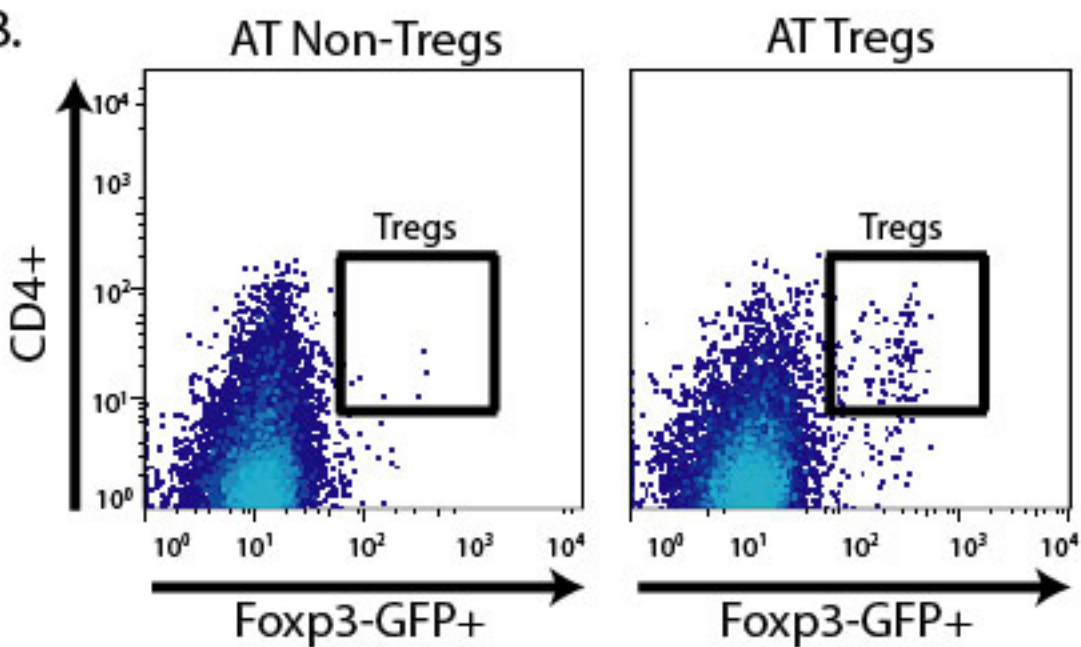 B.
AT Non-Tregs
AT Tregs
CD4+
10⁴
10³
10²
10¹
10⁰
Tregs
Tregs
10⁰ 10¹ 10² 10³ 10⁴
10⁰ 10¹ 10² 10³ 10⁴
Foxp3-GFP+
Foxp3-GFP+